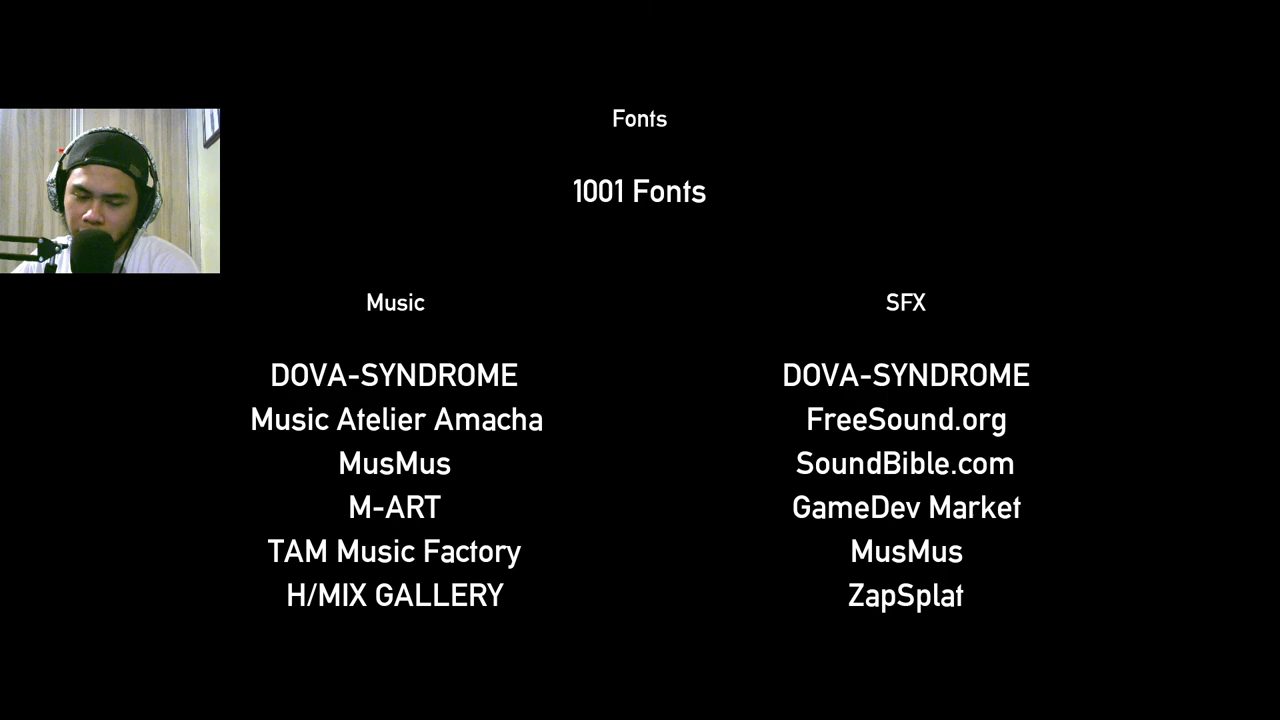 Fonts
1001 Fonts
Music
DOVA-SYNDROME
Music Atelier Amacha
MusMus
M-ART
TAM Music Factory
H/MIX GALLERY
SFX
DOVA-SYNDROME
FreeSound.org
SoundBible.com
GameDev Market
MusMus
ZapSplat